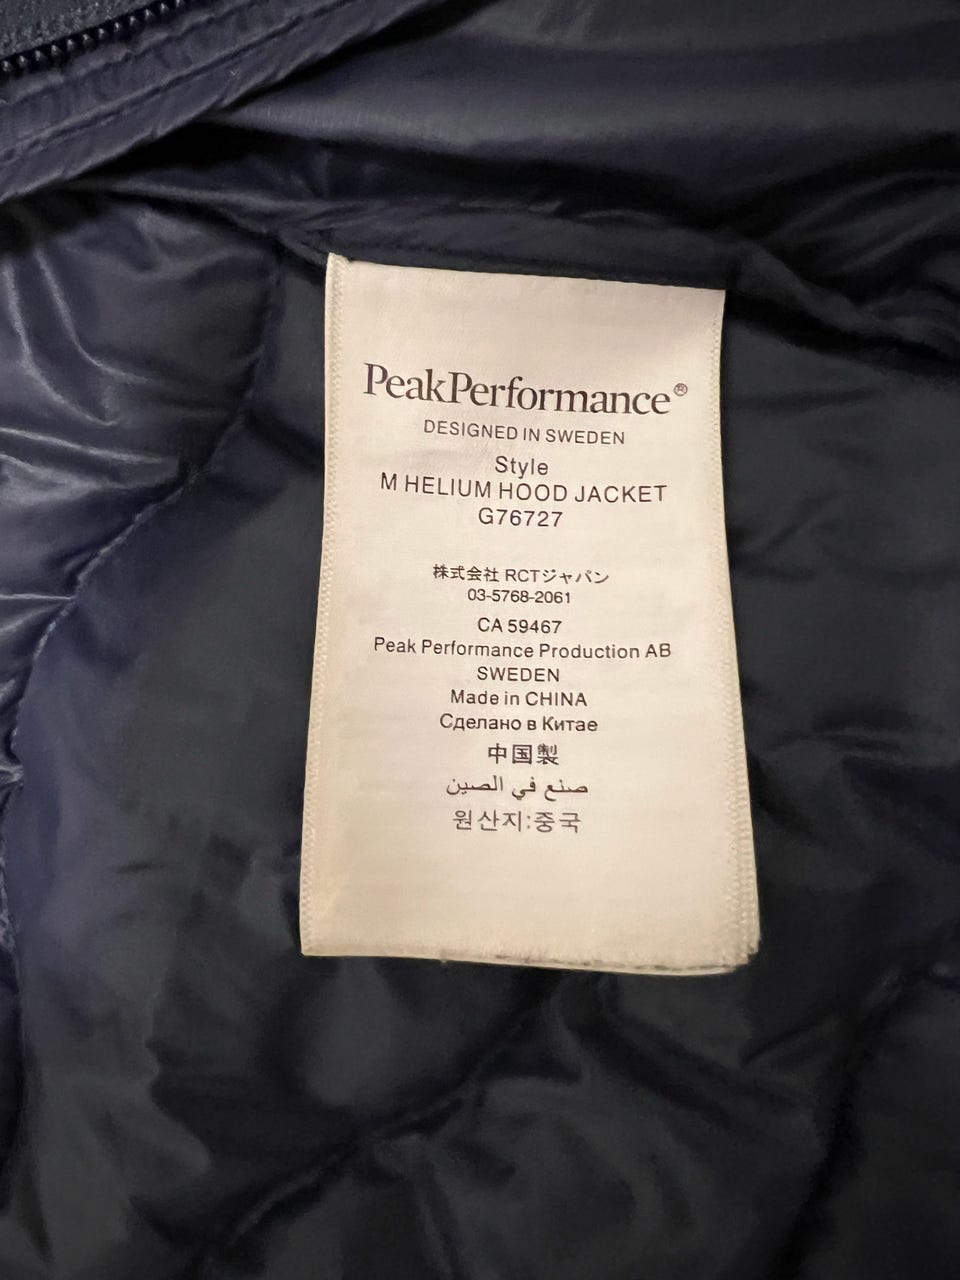 PeakPerformance®
DESIGNED IN SWEDEN
Style
M HELIUM HOOD JACKET
G76727
株式会社 RCTジャパン
03-5768-2061
CA 59467
Peak Performance Production AB
SWEDEN
Made in CHINA
Сделано в Китае
中国製
صنع في الصين
원산지:중국